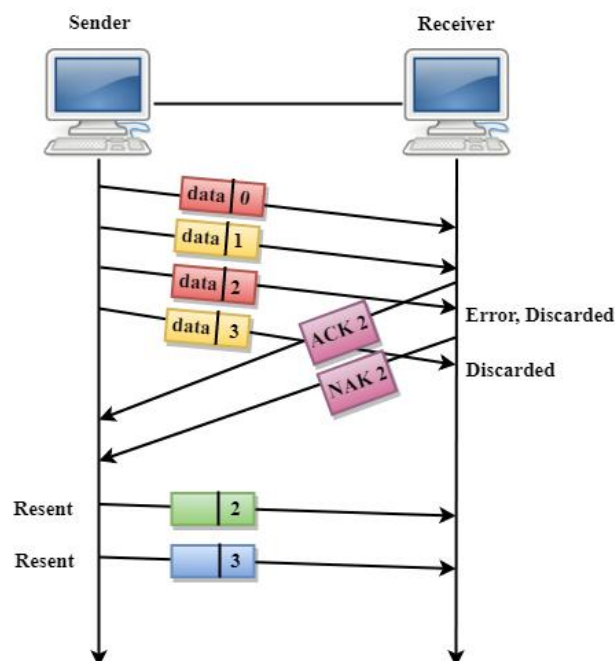 Sender
Receiver
data 0
data 1
data 2
data 3
ACK 2
Error, Discarded
NAK 2
Discarded
Resent
2
Resent
3